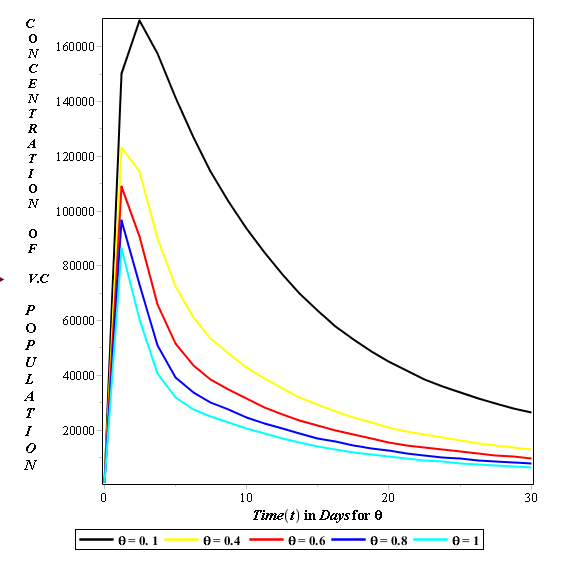 CONCENTRATION OF V.C POPULATION
160000
140000
120000
100000
80000
60000
40000
20000
0 10 20 30
Time(t) in Days for θ
θ = 0. 1 θ = 0.4 θ = 0.6 θ = 0.8 θ = 1